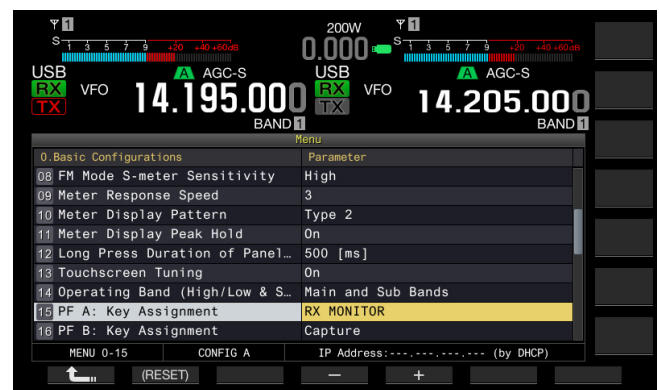 1
200W
1
S 1 3 5 7 9 +20 +40 +60dB
0.000
S 1 3 5 7 9 +20 +40 +60dB
USB
A AGC-S
USB
A AGC-S
RX
TX
VFO
14.195.000
RX
TX
VFO
14.205.000
BAND 1
BAND 1
Menu
0.Basic Configurations Parameter
08 FM Mode S-meter Sensitivity High
09 Meter Response Speed 3
10 Meter Display Pattern Type 2
11 Meter Display Peak Hold On
12 Long Press Duration of Panel… 500 [ms]
13 Touchscreen Tuning On
14 Operating Band (High/Low & S… Main and Sub Bands
15 PF A: Key Assignment RX MONITOR
16 PF B: Key Assignment Capture
MENU 0-15 CONFIG A IP Address:---.---.---.--- (by DHCP)
(RESET) − +